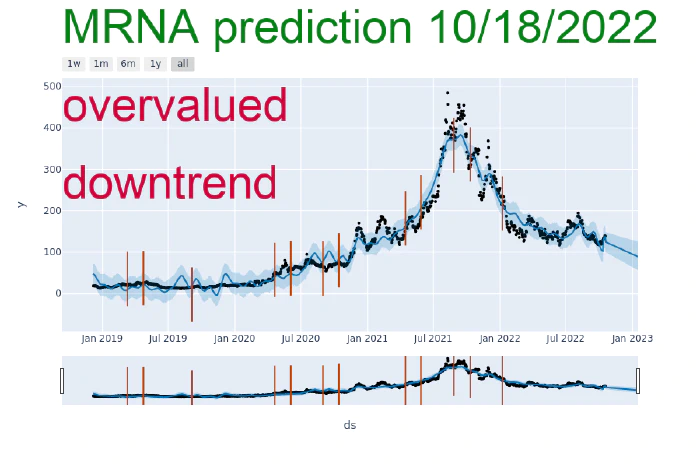 MRNA prediction 10/18/2022
1w 1m 6m 1y all
500
overvalued
400
300
downtrend
200
y
100
0
Jan 2019 Jul 2019 Jan 2020 Jul 2020 Jan 2021 Jul 2021 Jan 2022 Jul 2022 Jan 2023
ds